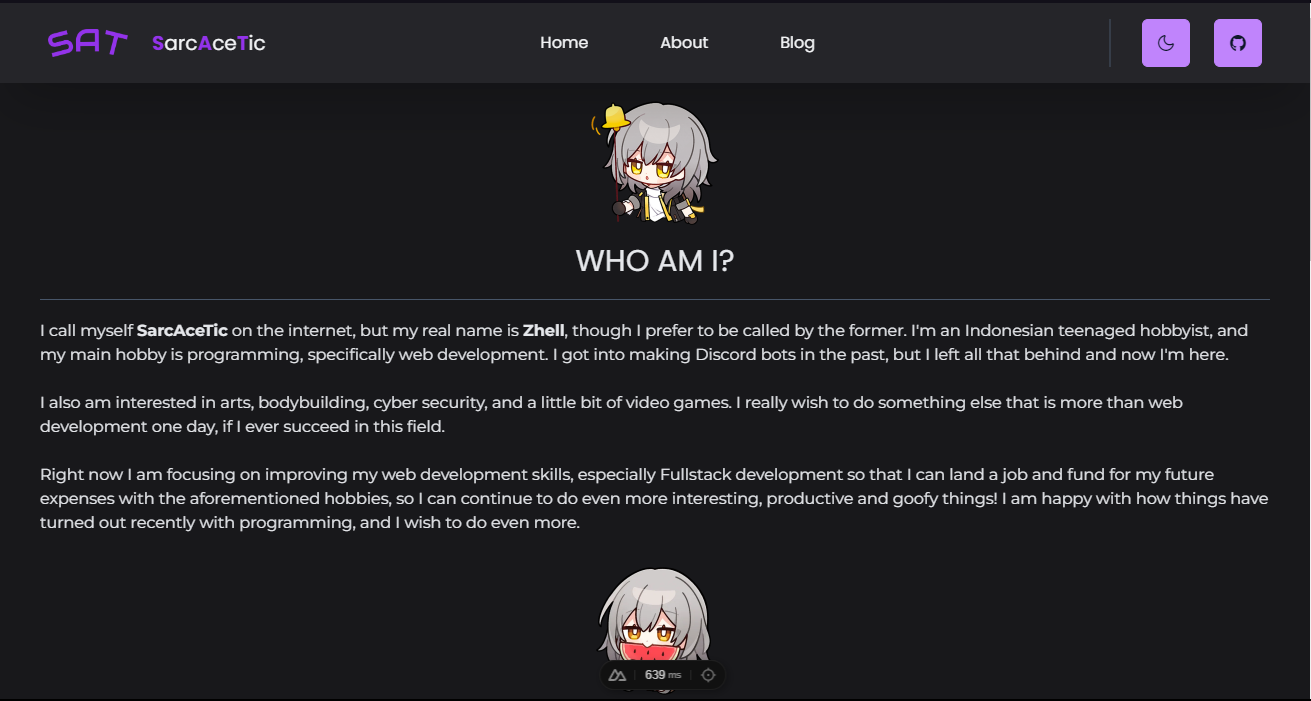 SAT SarcAceTic Home About Blog
WHO AM I?
I call myself SarcAceTic on the internet, but my real name is Zhell, though I prefer to be called by the former. I'm an Indonesian teenaged hobbyist, and
my main hobby is programming, specifically web development. I got into making Discord bots in the past, but I left all that behind and now I'm here.
I also am interested in arts, bodybuilding, cyber security, and a little bit of video games. I really wish to do something else that is more than web
development one day, if I ever succeed in this field.
Right now I am focusing on improving my web development skills, especially Fullstack development so that I can land a job and fund for my future
expenses with the aforementioned hobbies, so I can continue to do even more interesting, productive and goofy things! I am happy with how things have
turned out recently with programming, and I wish to do even more.
639 ms